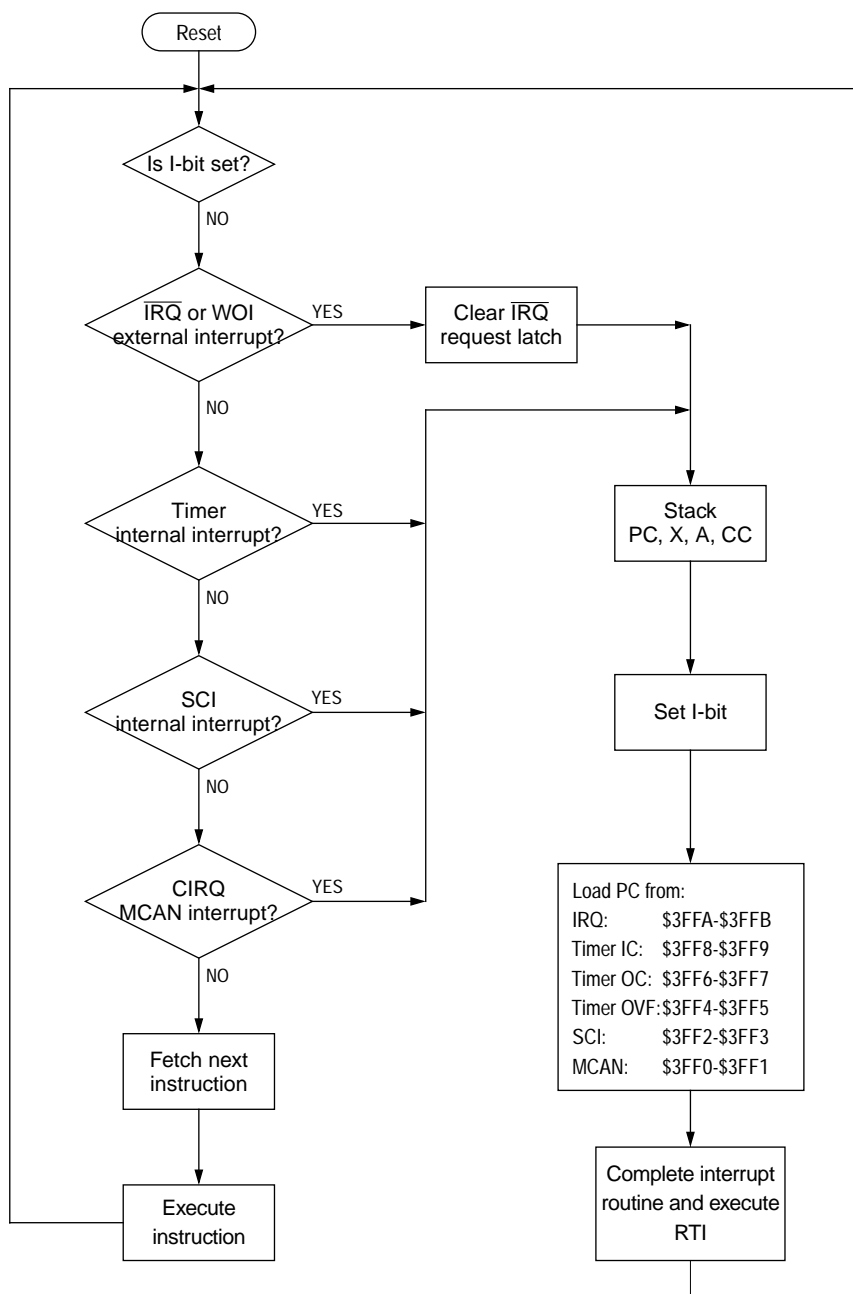 Reset
Is I-bit set?
NO
IRQ or WOI
external interrupt?
YES
Clear IRQ
request latch
NO
Timer
internal interrupt?
YES
Stack
PC, X, A, CC
NO
SCI
internal interrupt?
YES
Set I-bit
NO
CIRQ
MCAN interrupt?
YES
Load PC from:
IRQ: $3FFA-$3FFB
Timer IC: $3FF8-$3FF9
Timer OC: $3FF6-$3FF7
Timer OVF:$3FF4-$3FF5
SCI: $3FF2-$3FF3
MCAN: $3FF0-$3FF1
NO
Fetch next
instruction
Complete interrupt
routine and execute
RTI
Execute
instruction